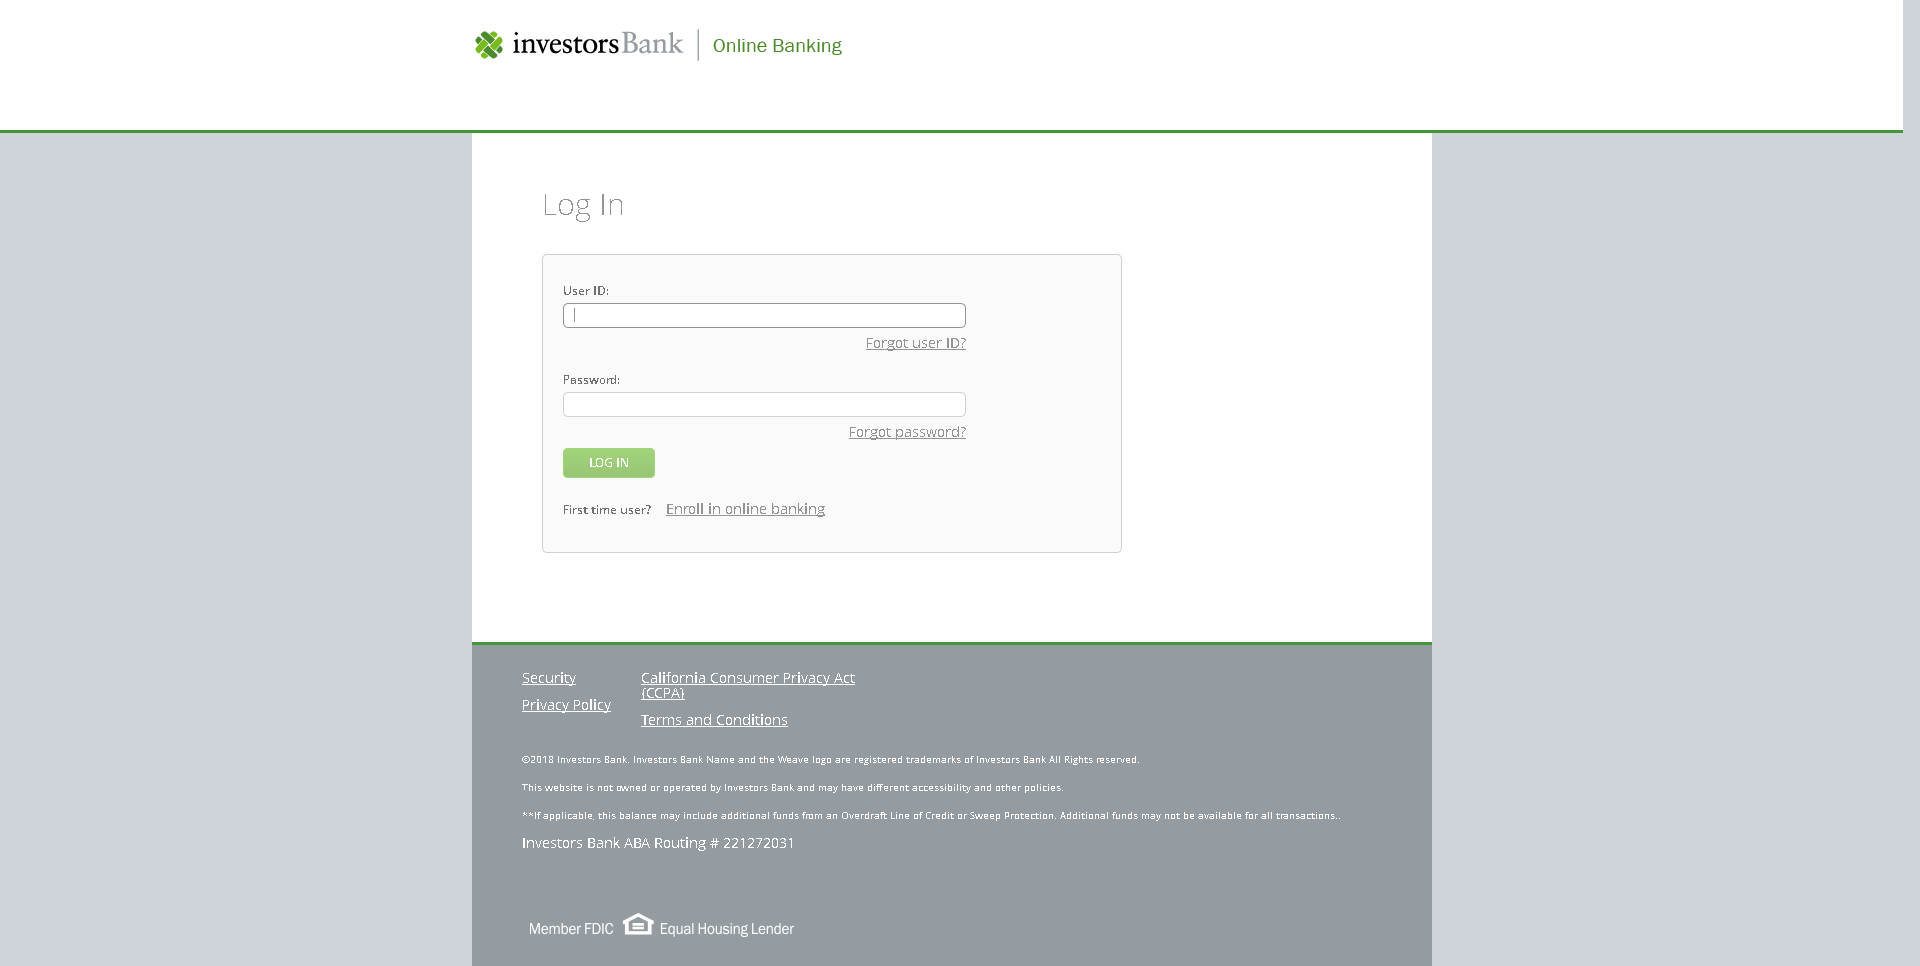 investorsBank | Online Banking
Log In
User ID:
Forgot user ID?
Password:
Forgot password?
LOG IN
First time user? Enroll in online banking
Security
Privacy Policy
California Consumer Privacy Act
(CCPA)
Terms and Conditions
©2018 Investors Bank. Investors Bank Name and the Weave logo are registered trademarks of Investors Bank All Rights reserved.
This website is not owned or operated by Investors Bank and may have different accessibility and other policies.
**If applicable, this balance may include additional funds from an Overdraft Line of Credit or Sweep Protection. Additional funds may not be available for all transactions..
Investors Bank ABA Routing # 221272031
Member FDIC Equal Housing Lender